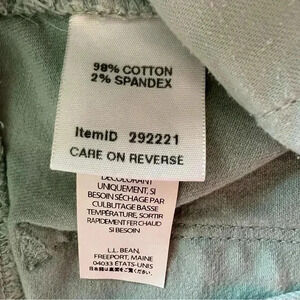 98% COTTON
2% SPANDEX
ItemID 292221
CARE ON REVERSE
DÉCOLORANT
UNIQUEMENT, SI
BESOIN SÉCHAGE PAR
CULBUTAGE BASSE
TEMPÉRATURE, SORTIR
RAPIDEMENT FER CHAUD
SI BESOIN
L.L. BEAN,
FREEPORT, MAINE
04033 ÉTATS-UNIS